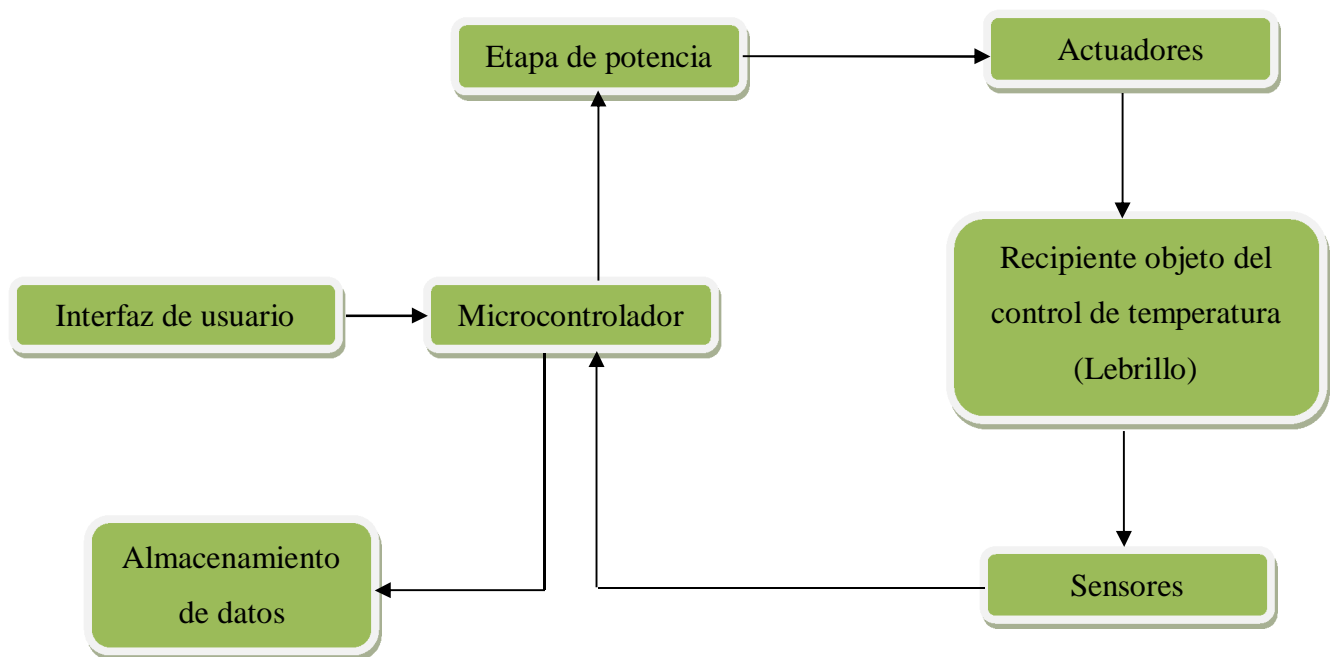 Etapa de potencia
Actuadores
Recipiente objeto del
control de temperatura
(Lebrillo)
Interfaz de usuario
Microcontrolador
Almacenamiento
de datos
Sensores